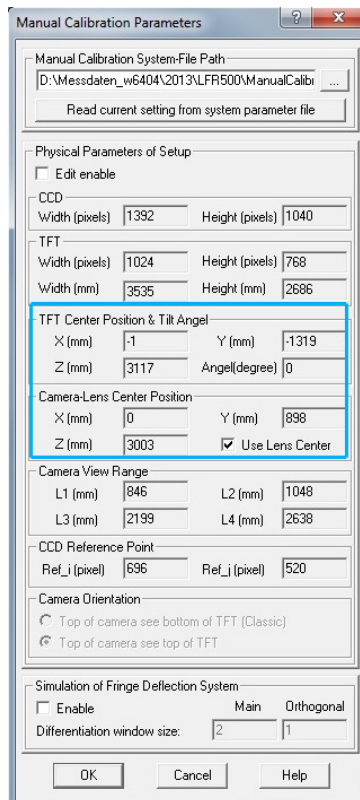 Manual Calibration Parameters
Manual Calibration System-File Path
D:\Messdaten_w6404\2013\LFR500\ManualCalibr ...
Read current setting from system parameter file
Physical Parameters of Setup
Edit enable
CCD
Width (pixels) 1392 Height (pixels) 1040
TFT
Width (pixels) 1024 Height (pixels) 768
Width (mm) 3535 Height (mm) 2686
TFT Center Position & Tilt Angel
X (mm) -1 Y (mm) -1319
Z (mm) 3117 Angel(degree) 0
Camera-Lens Center Position
X (mm) 0 Y (mm) 898
Z (mm) 3003 Use Lens Center
Camera View Range
L1 (mm) 846 L2 (mm) 1048
L3 (mm) 2199 L4 (mm) 2638
CCD Reference Point
Ref_i (pixel) 696 Ref_j (pixel) 520
Camera Orientation
Top of camera see bottom of TFT (Classic)
Top of camera see top of TFT
Simulation of Fringe Deflection System
Enable Main Orthogonal
Differentiation window size: 2 1
OK Cancel Help